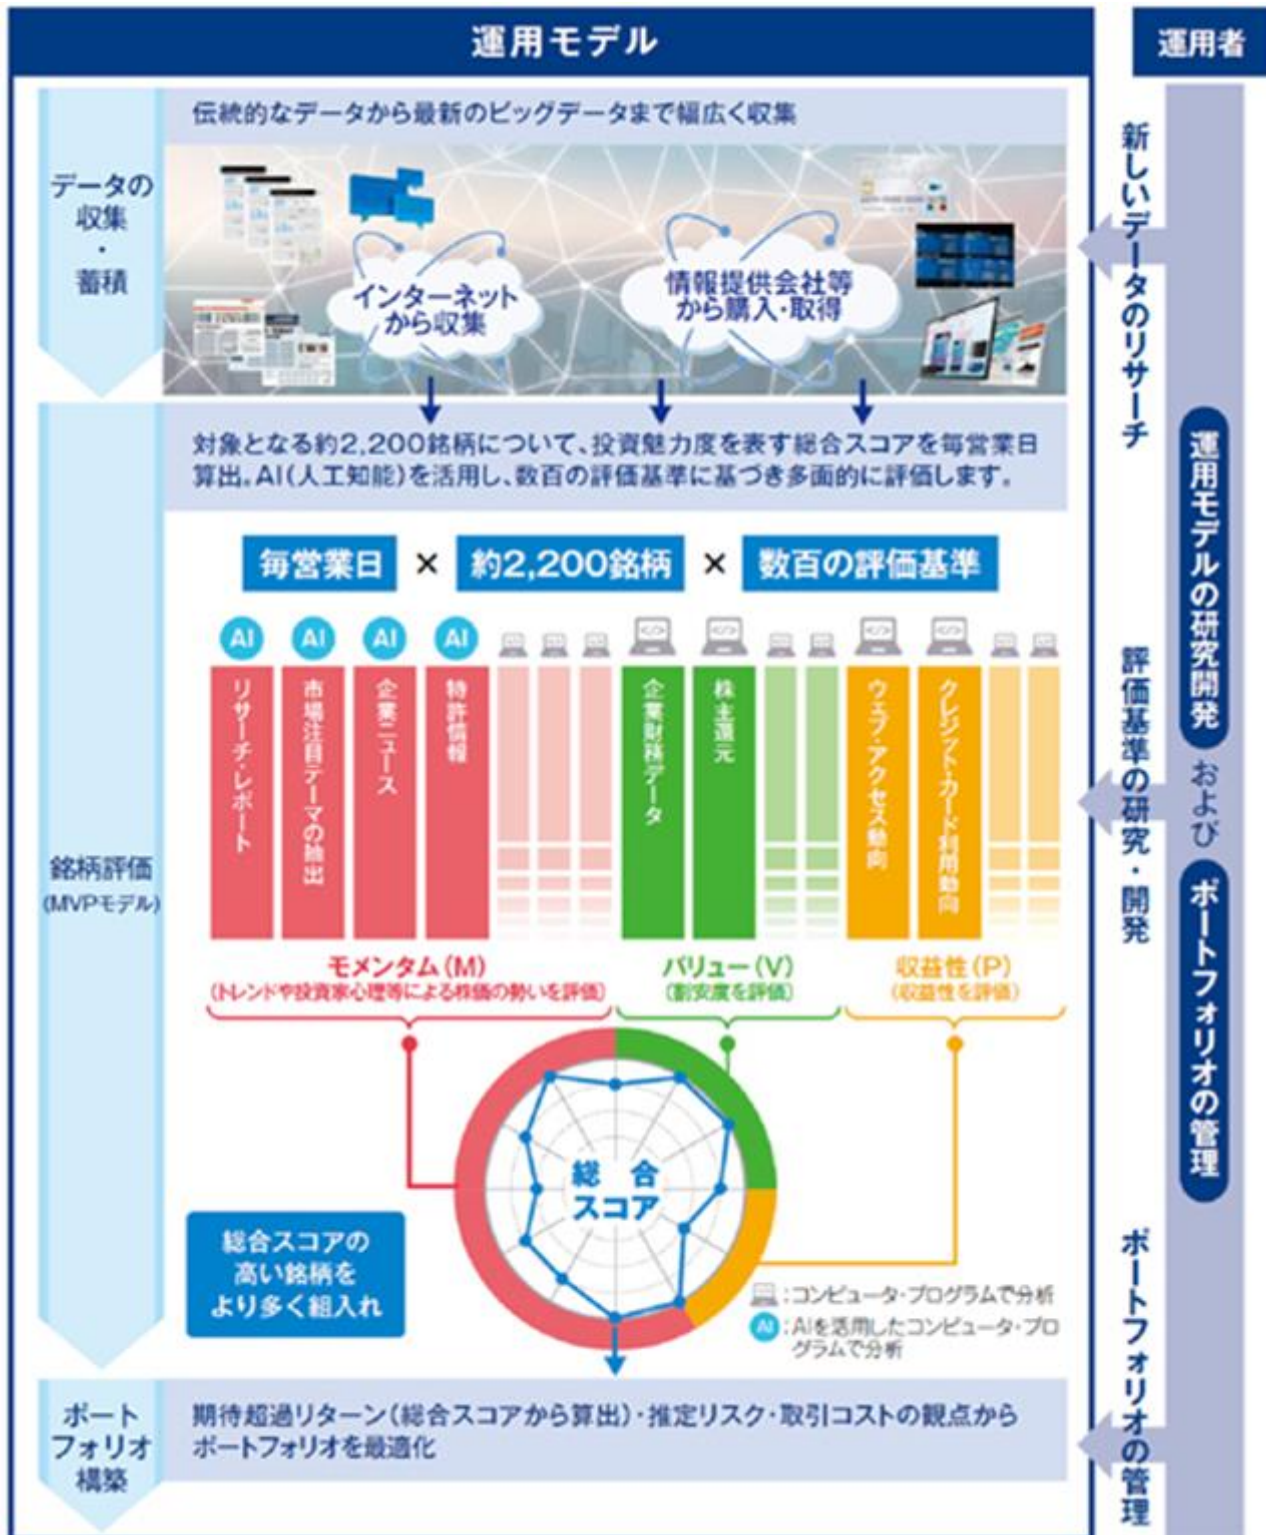 運用モデル
運用者
データの
収集
・
蓄積
伝統的なデータから最新のビッグデータまで幅広く収集
インターネット
から収集
情報提供会社等
から購入・取得
新しいデータのリサーチ
銘柄評価
(MVPモデル)
対象となる約2,200銘柄について、投資魅力度を表す総合スコアを毎営業日
算出。AI(人工知能)を活用し、数百の評価基準に基づき多面的に評価します。
毎営業日 × 約2,200銘柄 × 数百の評価基準
AI
AI
AI
AI
リサーチ・レポート
市場注目テーマの抽出
企業ニュース
特許情報
企業財務データ
株主還元
ウェブ・アクセス動向
クレジット・カード利用動向
モメンタム(M)
(トレンドや投資家心理等による株価の勢いを評価)
バリュー(V)
(割安度を評価)
収益性(P)
(収益性を評価)
総合
スコア
総合スコアの
高い銘柄を
より多く組入れ
:コンピュータ・プログラムで分析
AI:AIを活用したコンピュータ・プロ
グラムで分析
評価基準の研究・開発
運用モデルの研究開発
および
ポートフォリオの管理
ポート
フォリオ
構築
期待超過リターン(総合スコアから算出)・推定リスク・取引コストの観点から
ポートフォリオを最適化
ポートフォリオの管理